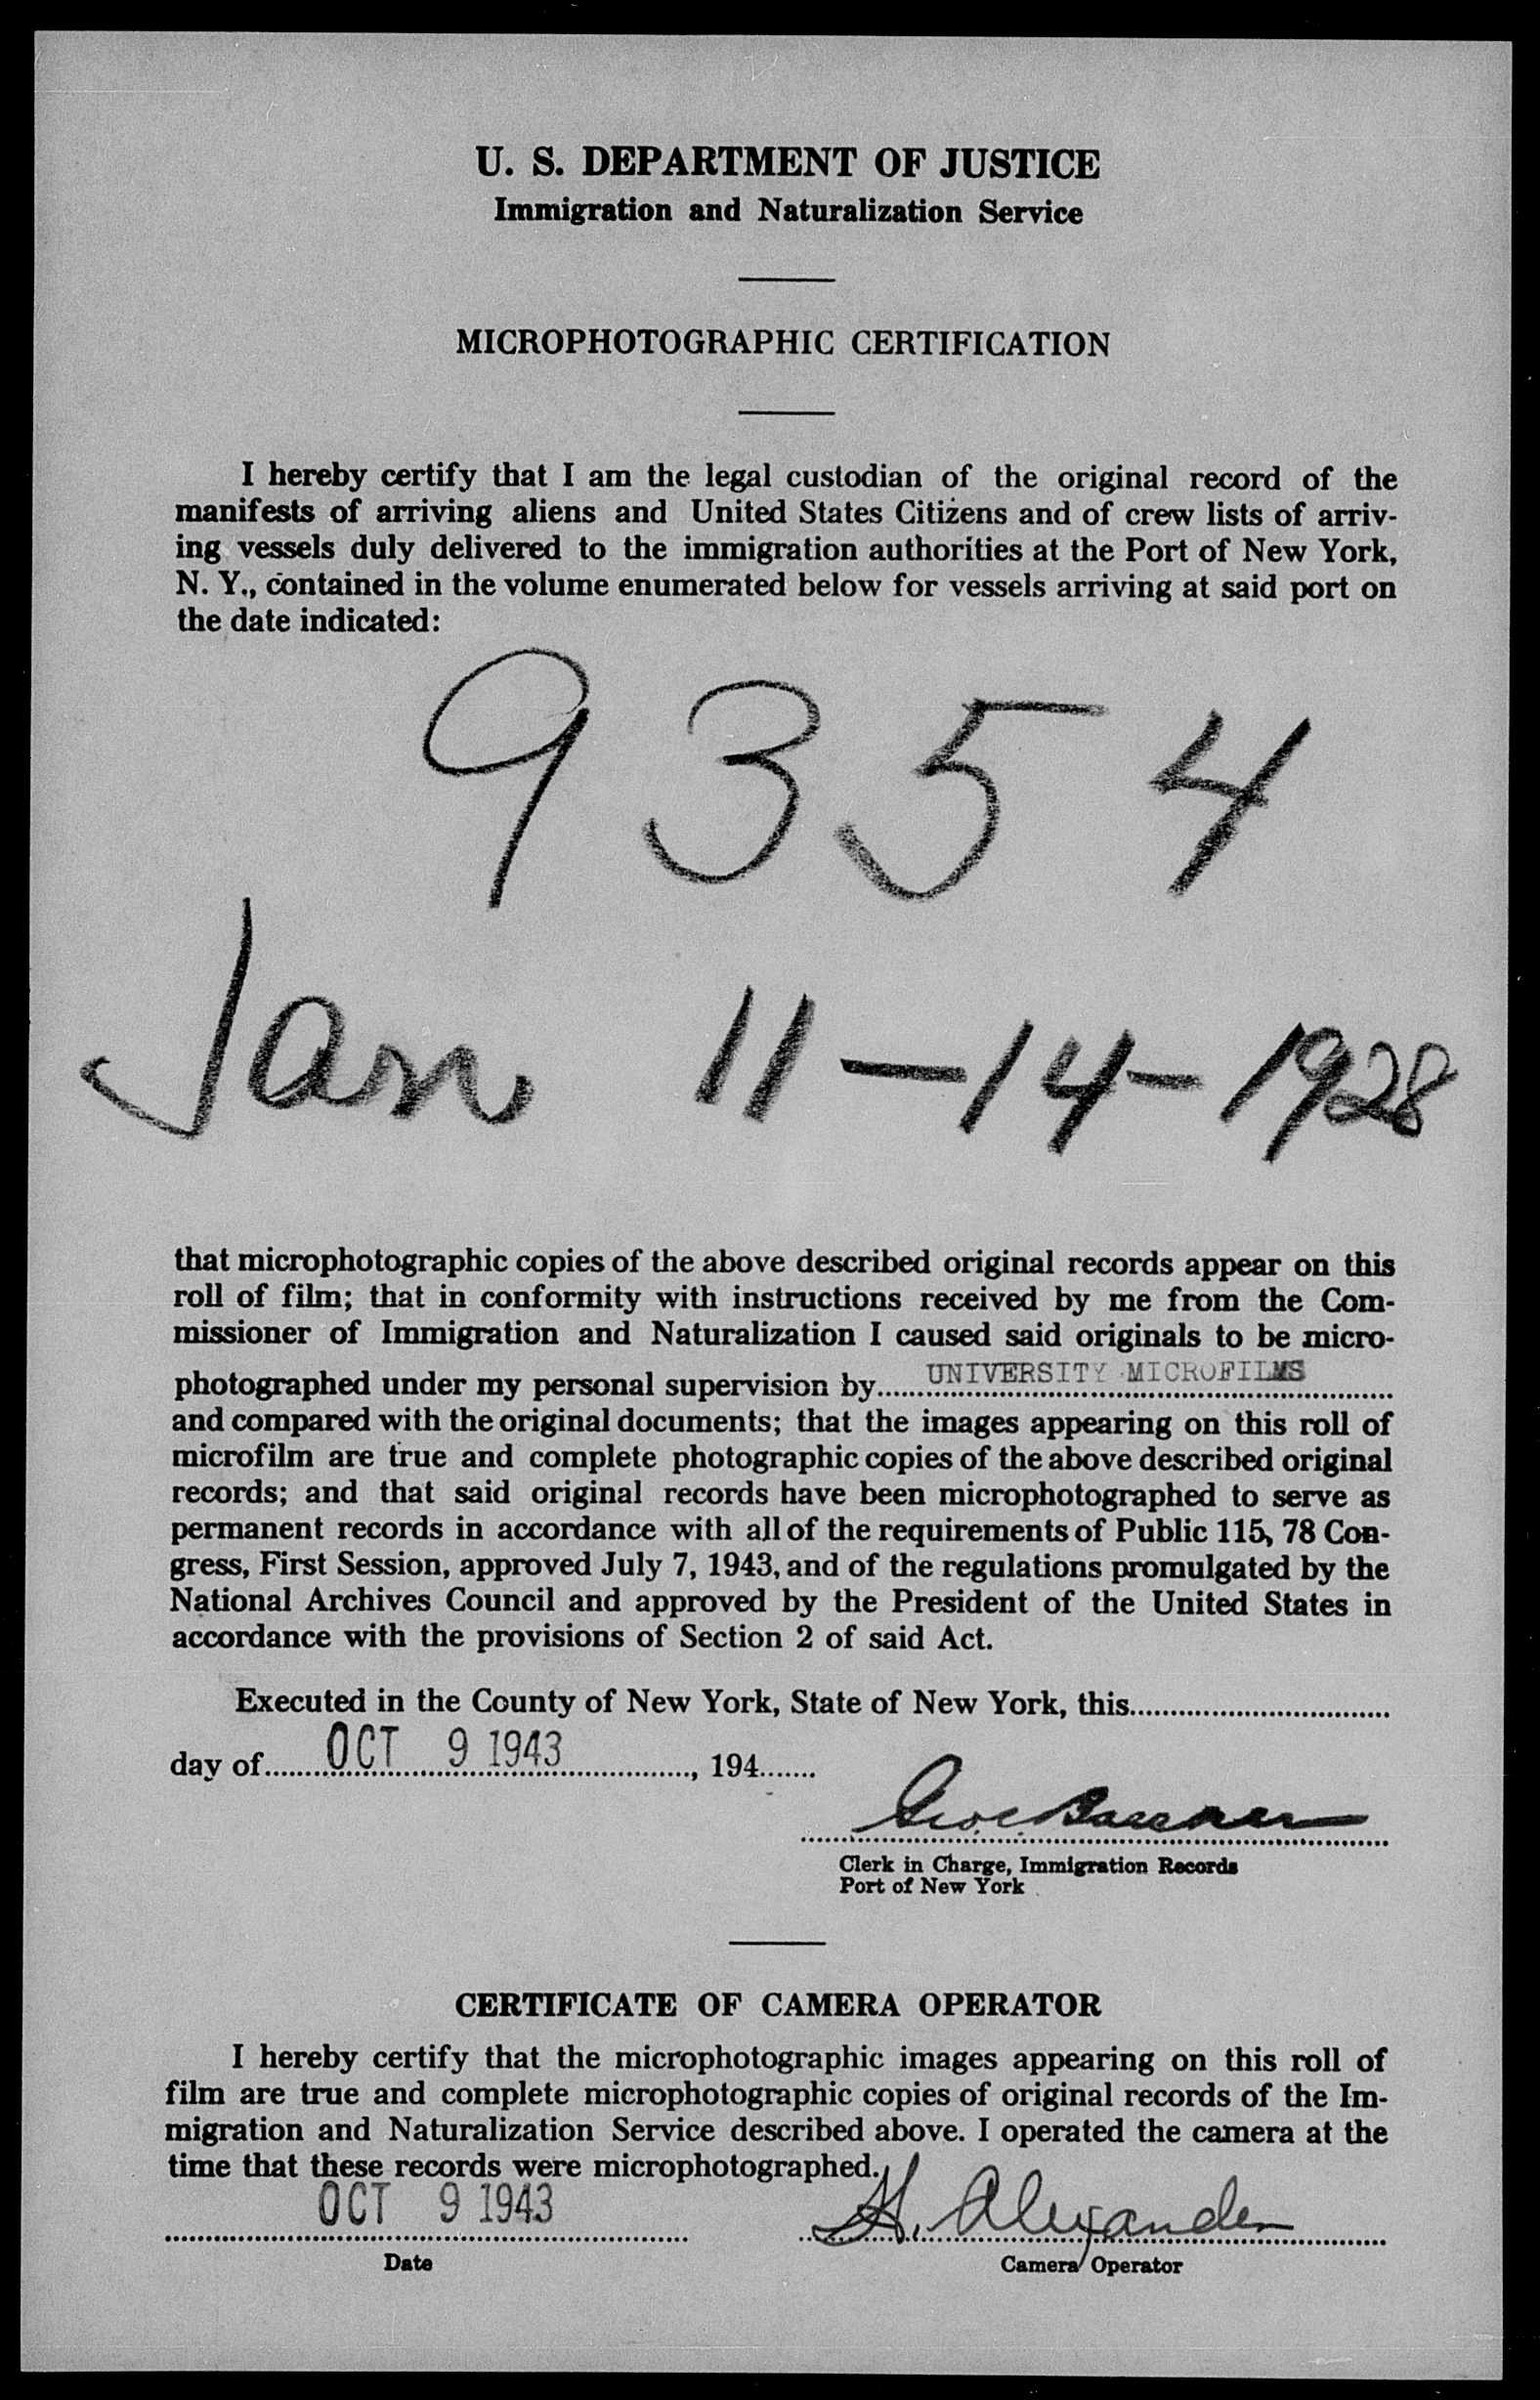 U. S. DEPARTMENT OF JUSTICE
Immigration and Naturalization Service
MICROPHOTOGRAPHIC CERTIFICATION
I hereby certify that I am the legal custodian of the original record of the
manifests of arriving aliens and United States Citizens and of crew lists of arriv-
ing vessels duly delivered to the immigration authorities at the Port of New York,
N. Y., contained in the volume enumerated below for vessels arriving at said port on
the date indicated:
9354
Jan 11-14-1928
that microphotographic copies of the above described original records appear on this
roll of film; that in conformity with instructions received by me from the Com-
missioner of Immigration and Naturalization I caused said originals to be micro-
photographed under my personal supervision by UNIVERSITY MICROFILMS
and compared with the original documents; that the images appearing on this roll of
microfilm are true and complete photographic copies of the above described original
records; and that said original records have been microphotographed to serve as
permanent records in accordance with all of the requirements of Public 115, 78 Con-
gress, First Session, approved July 7, 1943, and of the regulations promulgated by the
National Archives Council and approved by the President of the United States in
accordance with the provisions of Section 2 of said Act.
Executed in the County of New York, State of New York, this
day of OCT 9 1943, 194
Clerk in Charge, Immigration Records
Port of New York
CERTIFICATE OF CAMERA OPERATOR
I hereby certify that the microphotographic images appearing on this roll of
film are true and complete microphotographic copies of original records of the Im-
migration and Naturalization Service described above. I operated the camera at the
time that these records were microphotographed.
OCT 9 1943 H. Alexander
Date Camera Operator